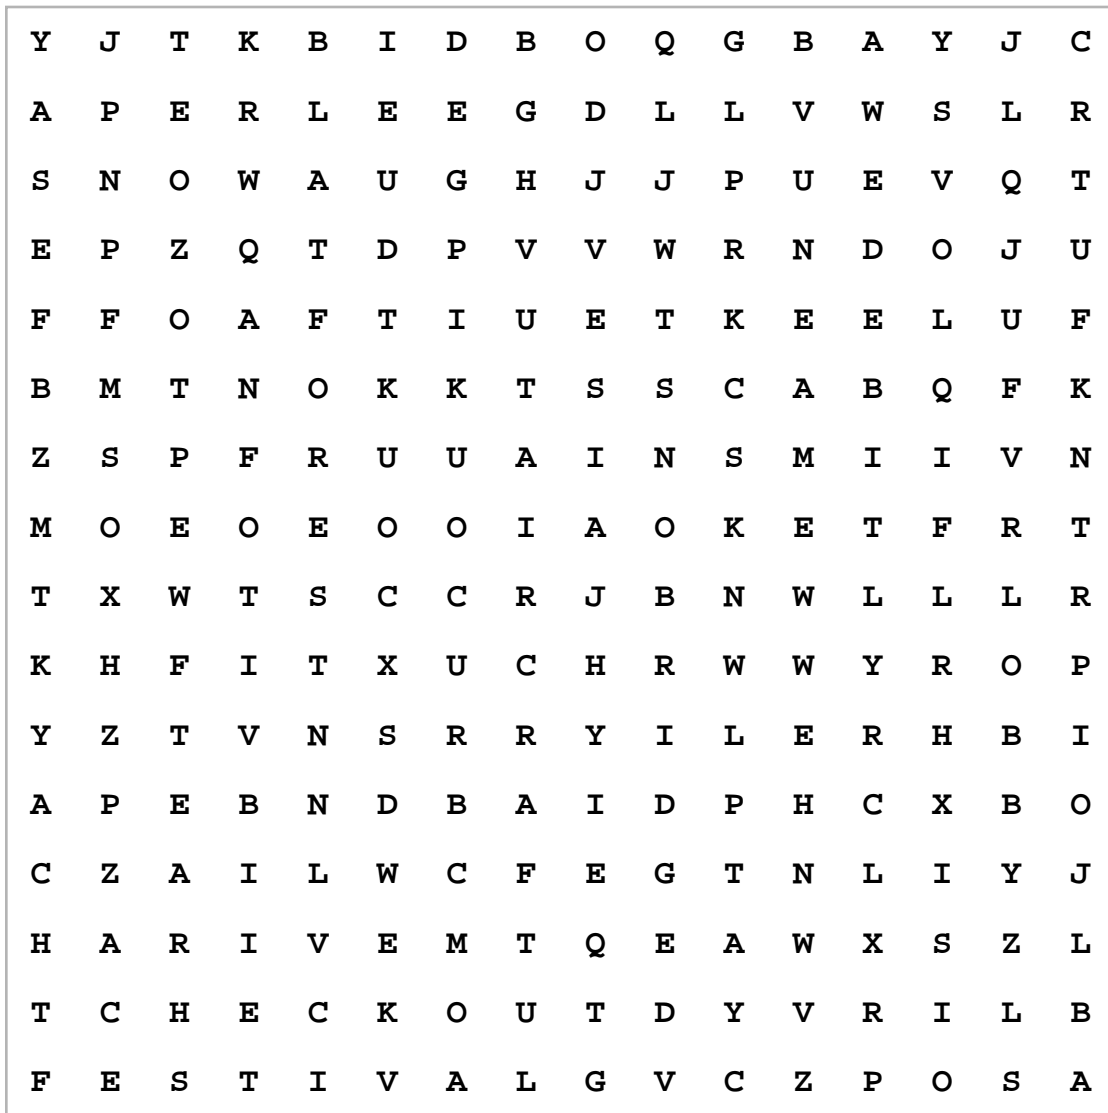 Y J T K B I D B O Q G B A Y J C
A P E R L E E G D L L V W S L R
S N O W A U G H J J P U E V Q T
E P Z Q T D P V V W R N D O J U
F F O A F T I U E T K E E L U F
B M T N O K K T S S C A B Q F K
Z S P F R U U A I N S M I I V N
M O E O E O O I A O K E T F R T
T X W T S C C R J B N W L L L R
K H F I T X U C H R W W Y R O P
Y Z T V N S R R Y I L E R H B I
A P E B N D B A I D P H C X B O
C Z A I L W C F E G T N L I Y J
H A R I V E M T Q E A W X S Z L
T C H E C K O U T D Y V R I L B
F E S T I V A L G V C Z P O S A